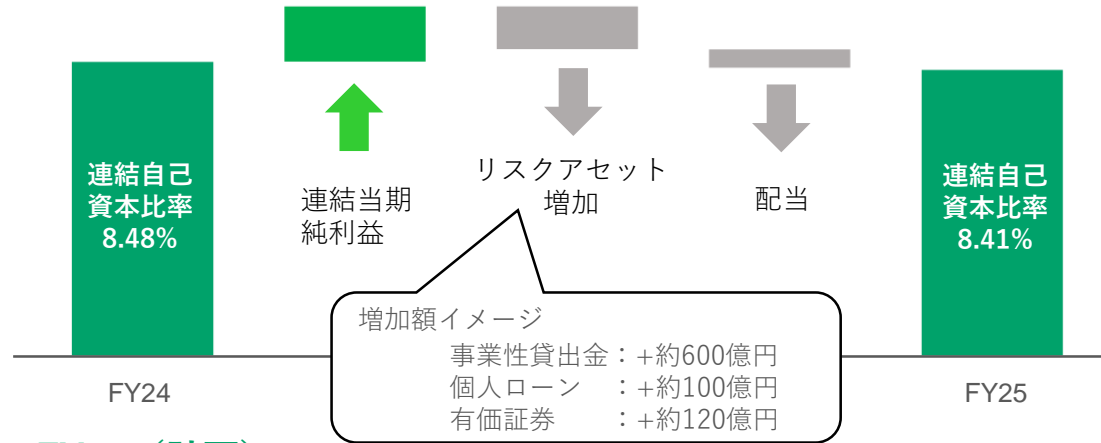 連結自己
資本比率
8.48%
連結当期
純利益
リスクアセット
増加
配当
連結自己
資本比率
8.41%
増加額イメージ
事業性貸出金：+約600億円
個人ローン　：+約100億円
有価証券　　：+約120億円
FY24
FY25